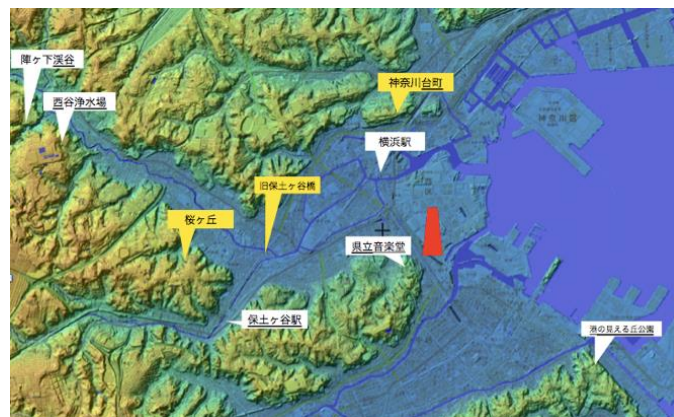 陣ヶ下渓谷
西谷浄水場
神奈川台町
横浜駅
旧保土ヶ谷橋
桜ヶ丘
県立音楽堂
保土ヶ谷駅
港の見える丘公園